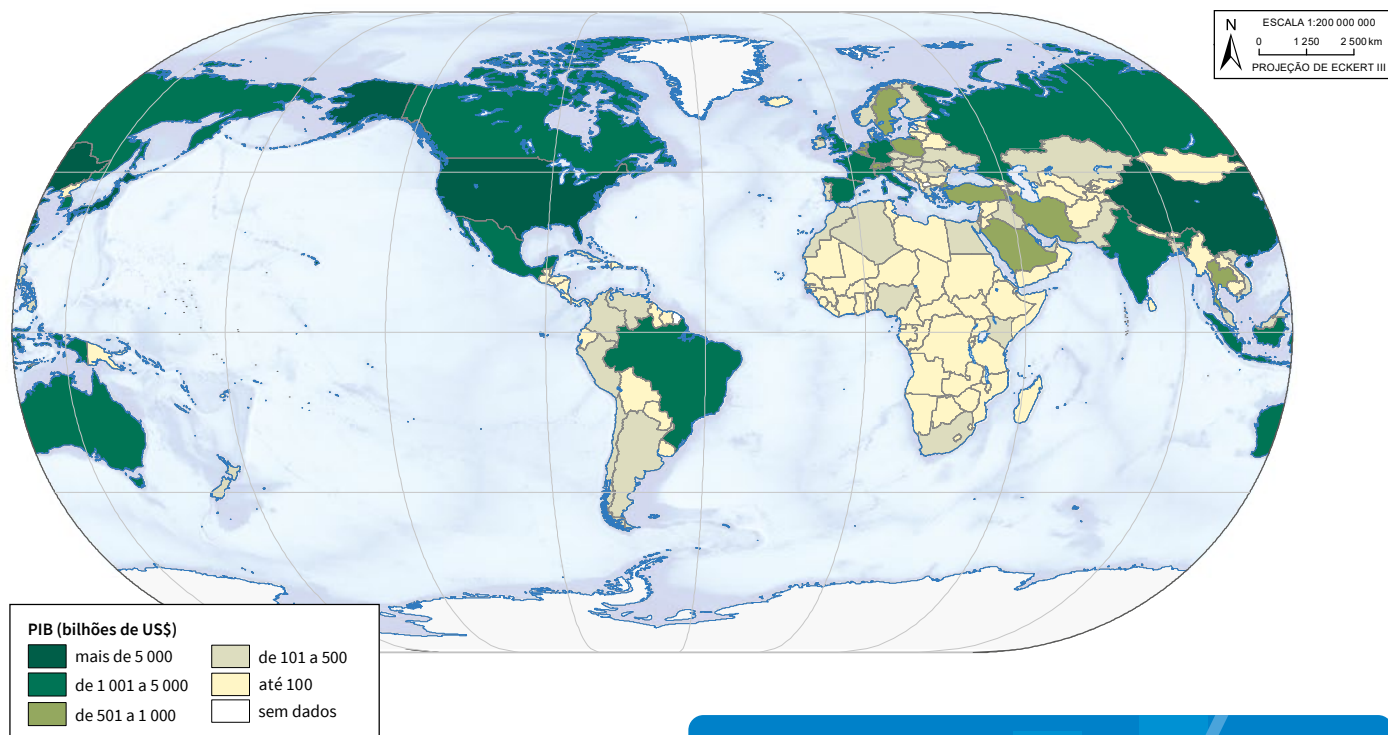 N
ESCALA 1:200 000 000
0 1 250 2 500 km
PROJEÇÃO DE ECKERT III
PIB (bilhões de US$)
mais de 5 000
de 1 001 a 5 000
de 501 a 1 000
de 101 a 500
até 100
sem dados